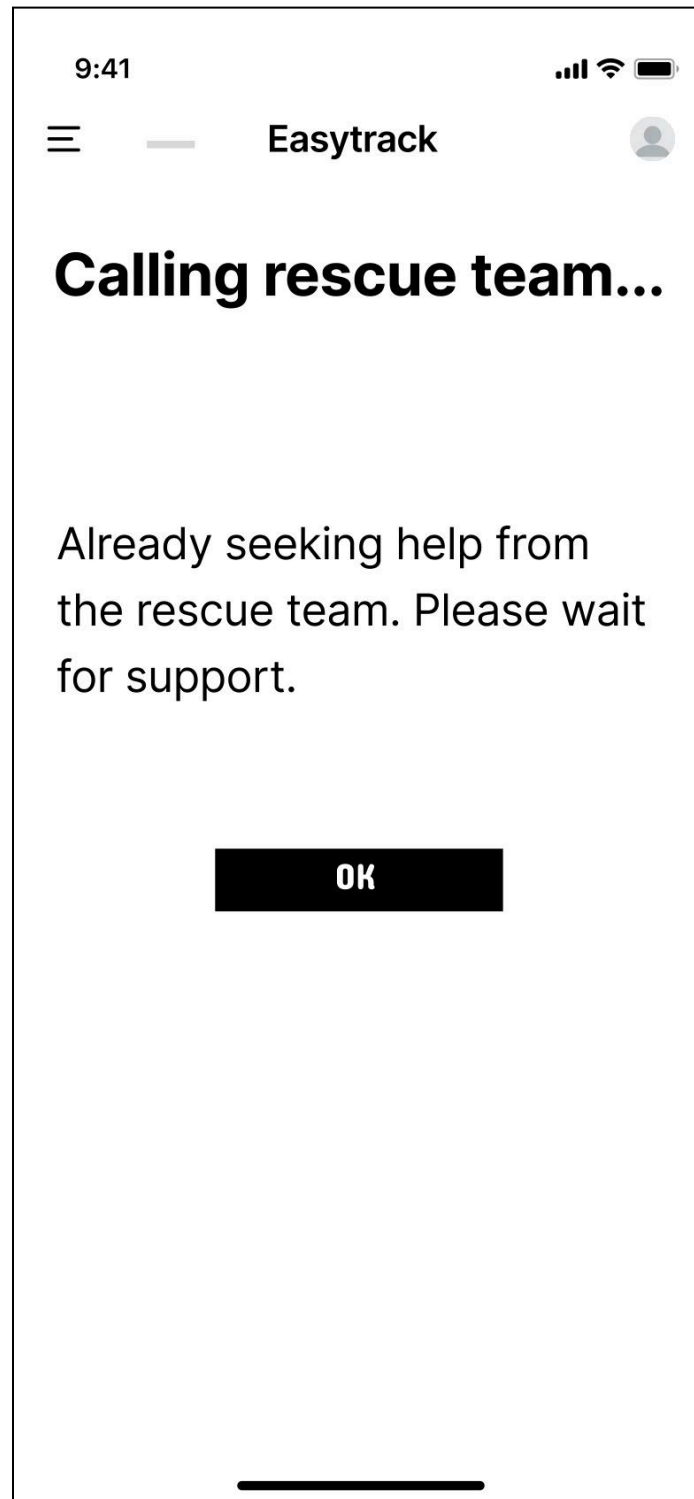 9:41
Easytrack
Calling rescue team...
Already seeking help from
the rescue team. Please wait
for support.
OK